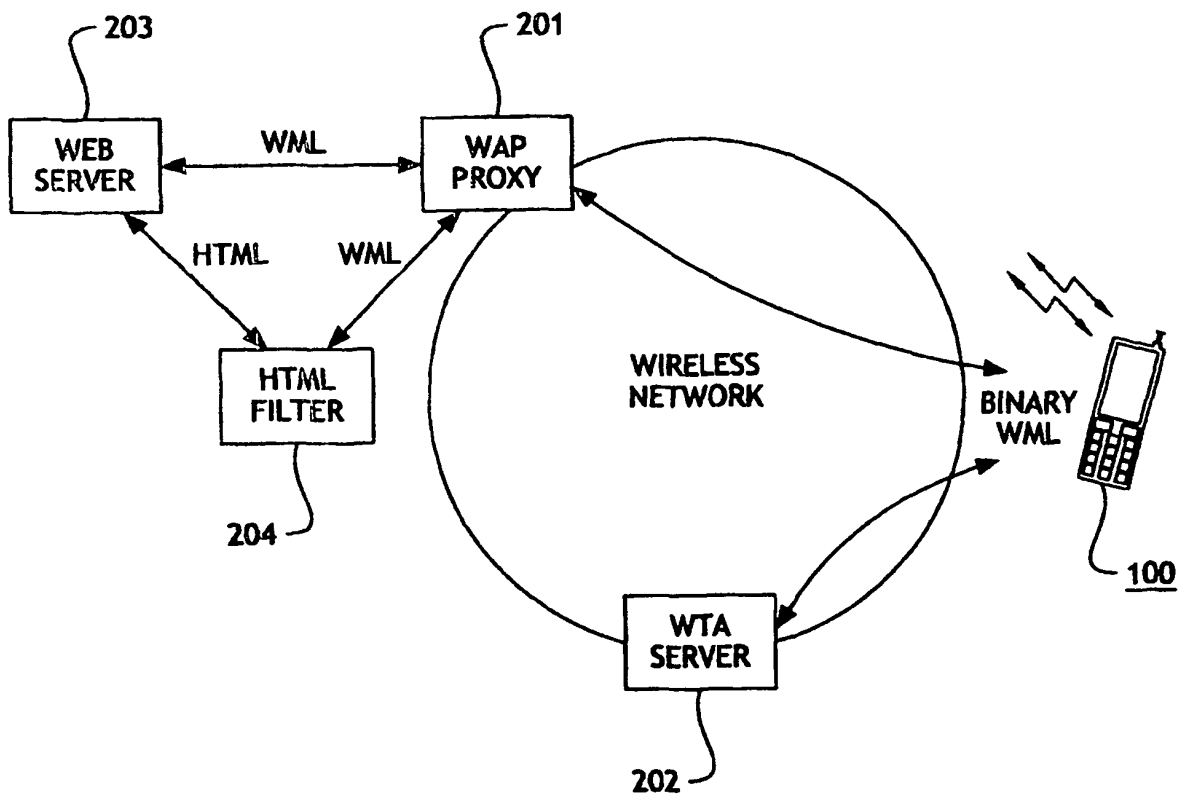 203
201
WEB
SERVER
WML
WAP
PROXY
HTML
WML
HTML
FILTER
204
WIRELESS
NETWORK
BINARY
WML
100
WTA
SERVER
202